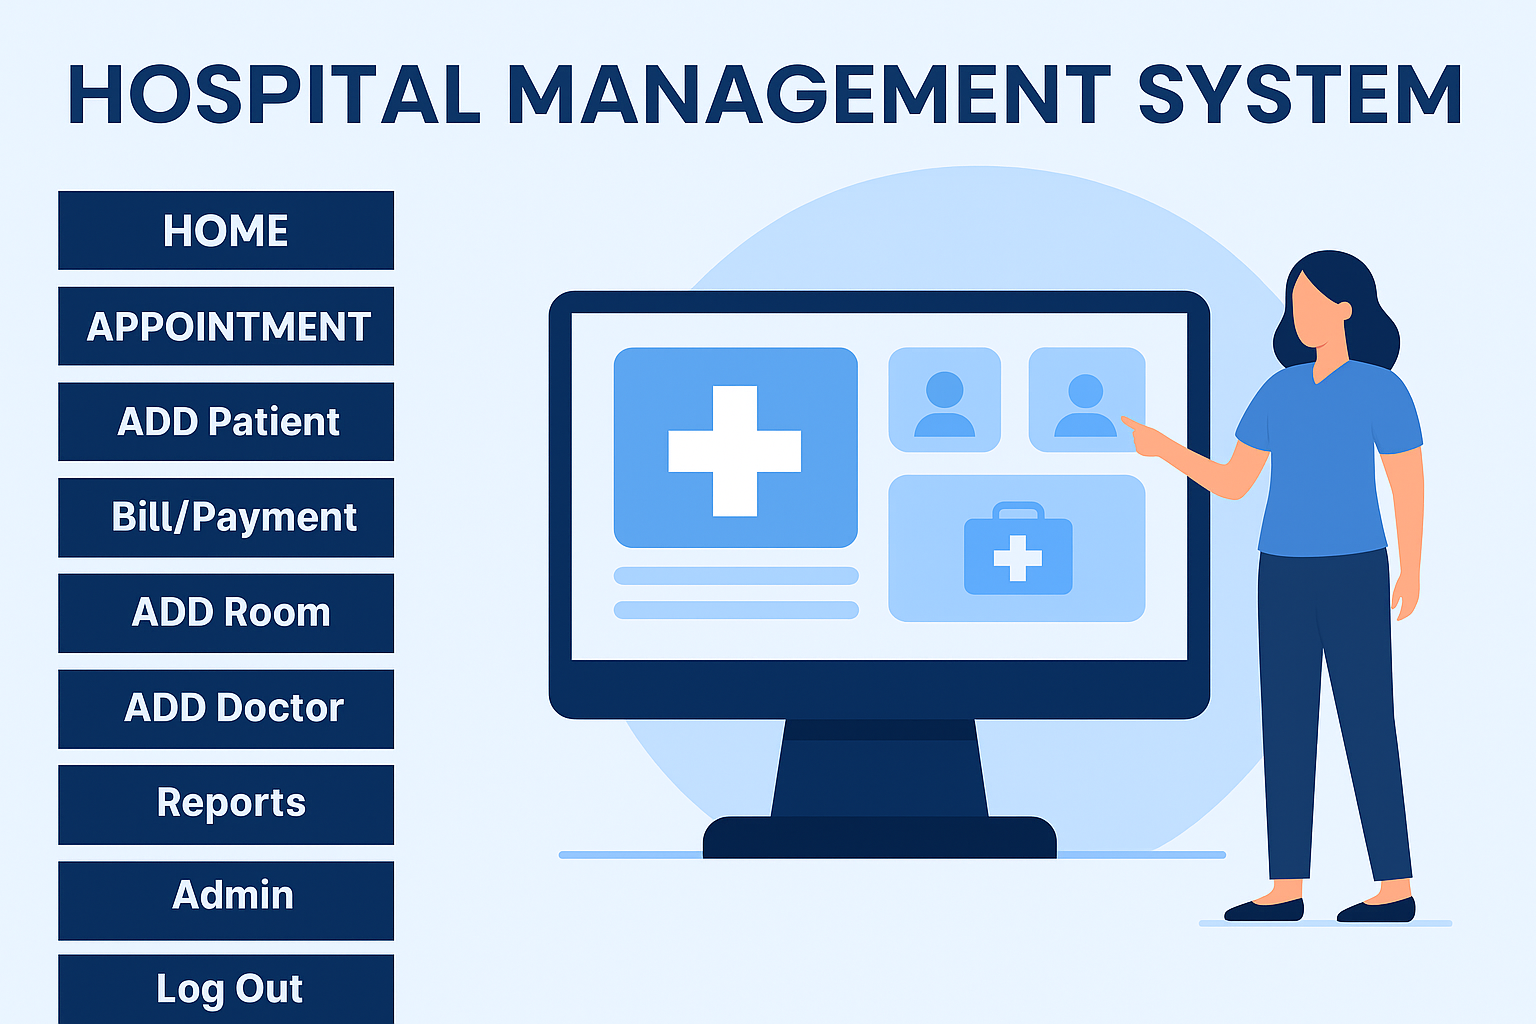 HOSPITAL MANAGEMENT SYSTEM
HOME
APPOINTMENT
ADD Patient
Bill/Payment
ADD Room
ADD Doctor
Reports
Admin
Log Out